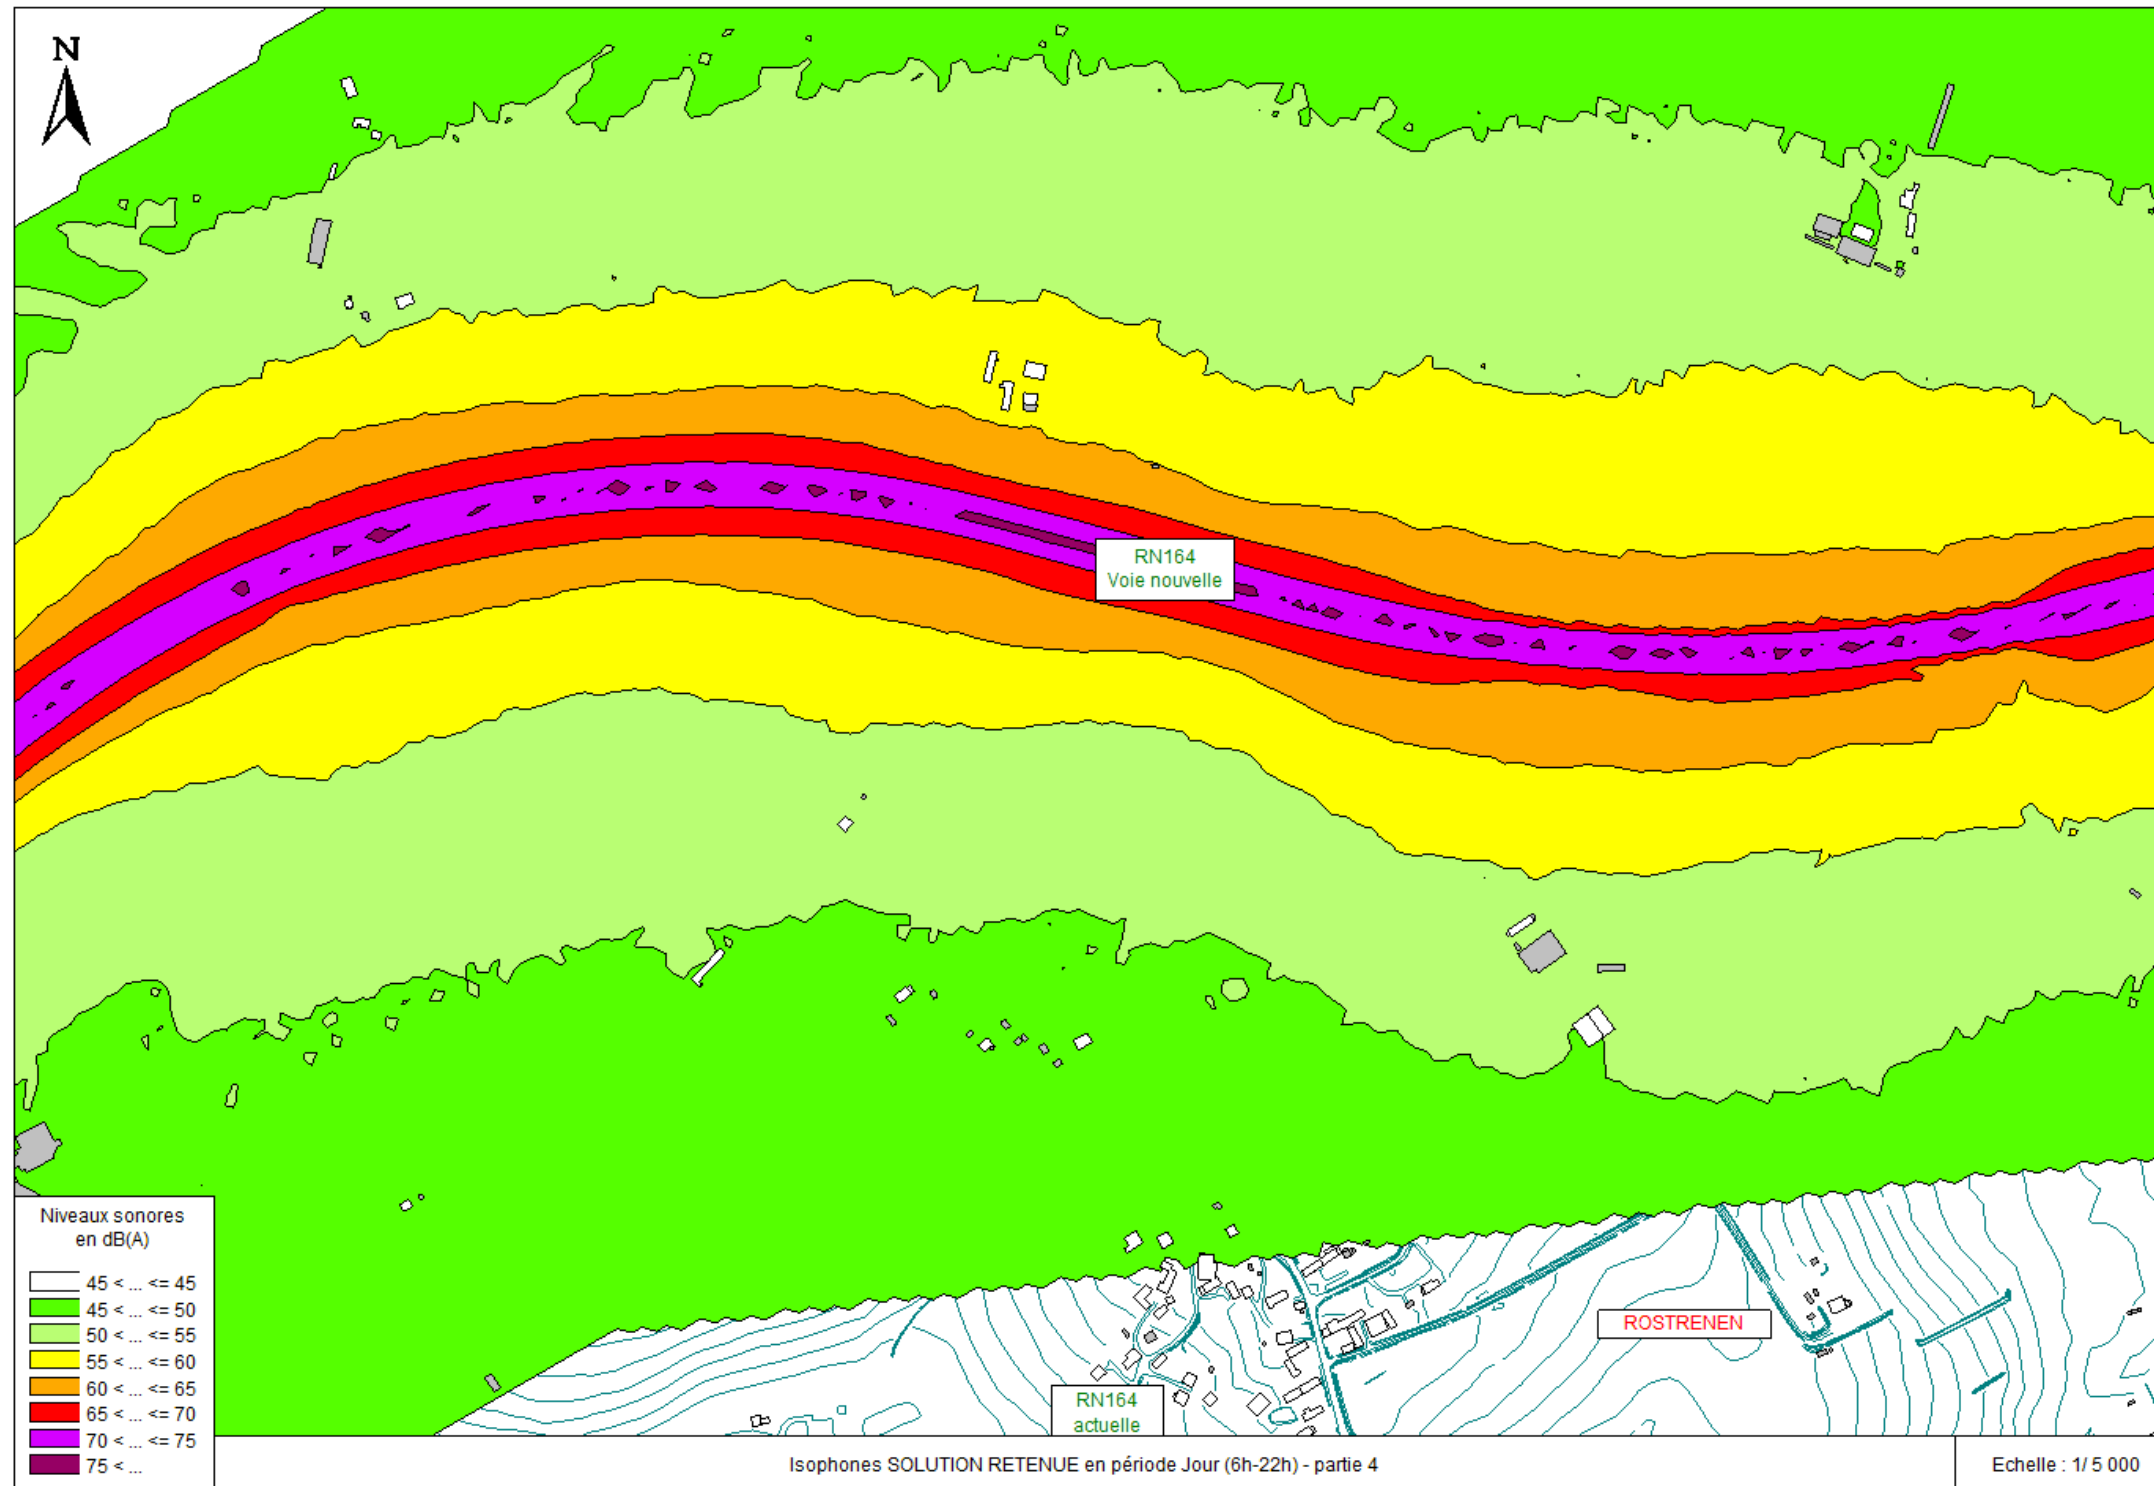 N
RN164
Voie nouvelle
Niveaux sonores
en dB(A)
45 < ... <= 45
45 < ... <= 50
50 < ... <= 55
55 < ... <= 60
60 < ... <= 65
65 < ... <= 70
70 < ... <= 75
75 < ...
ROSTRENEN
RN164
actuelle
Isophones SOLUTION RETENUE en période Jour (6h-22h) - partie 4
Echelle : 1/ 5 000